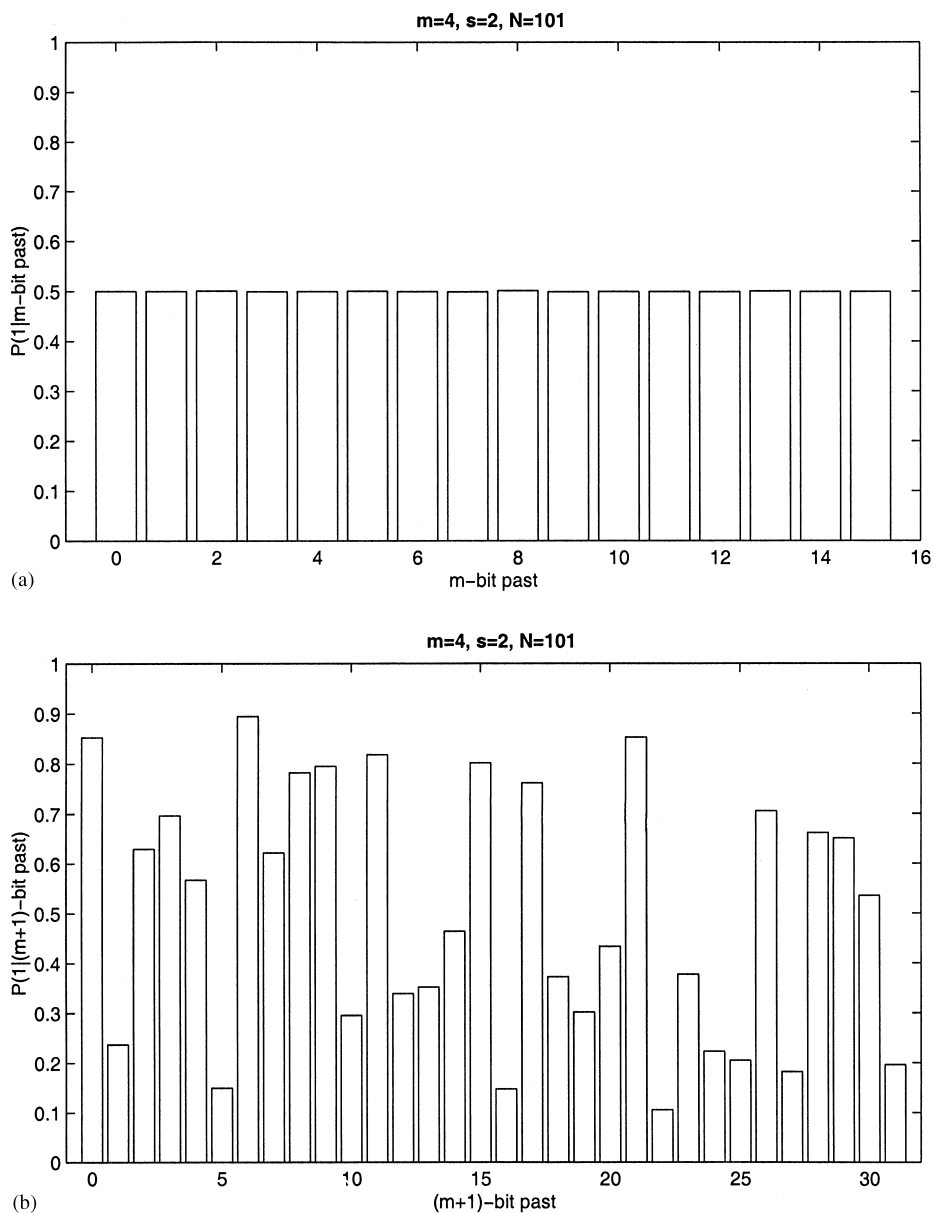 m=4, s=2, N=101
1
0.9
0.8
0.7
0.6
0.5
0.4
0.3
0.2
0.1
0
P(1|m−bit past)
0 2 4 6 8 10 12 14 16
m−bit past
(a)
m=4, s=2, N=101
1
0.9
0.8
0.7
0.6
0.5
0.4
0.3
0.2
0.1
0
P(1|(m+1)−bit past)
0 5 10 15 20 25 30
(m+1)−bit past
(b)